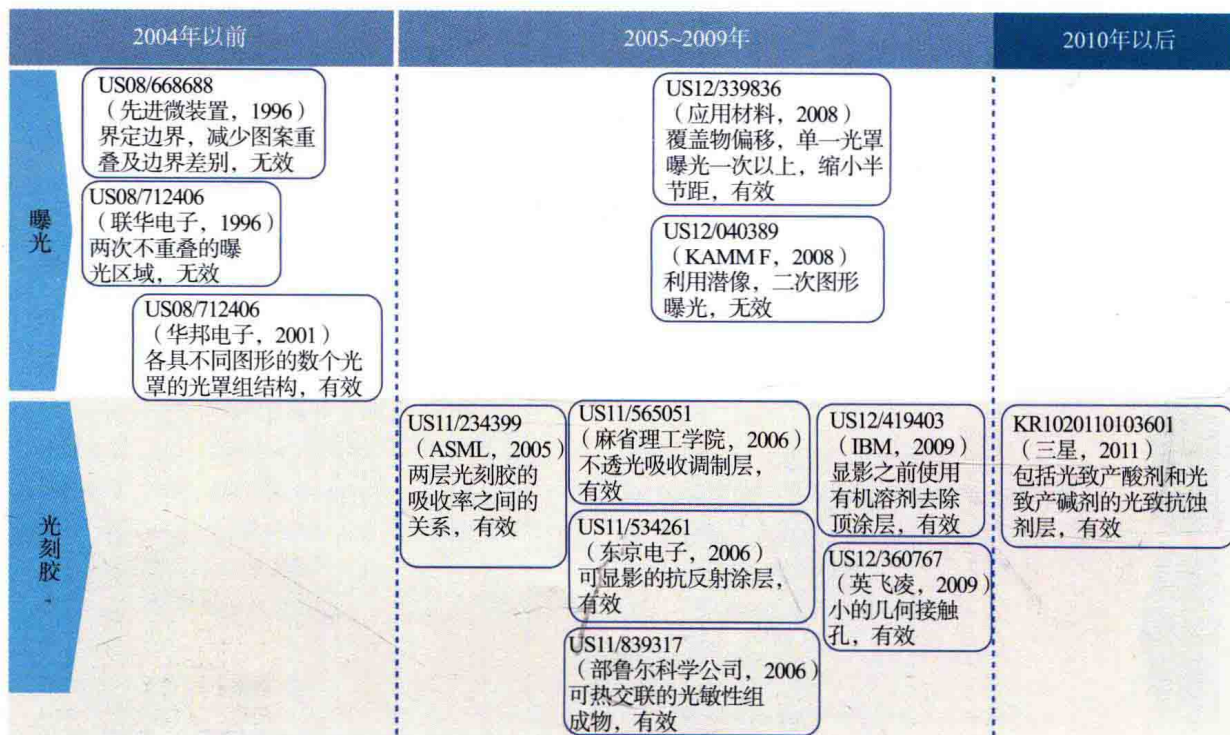 2004年以前
2005~2009年
2010年以后
曝光
US08/668688
（先进微装置，1996）
界定边界，减少图案重
叠及边界差别，无效
US08/712406
（联华电子，1996）
两次不重叠的曝
光区域，无效
US08/712406
（华邦电子，2001）
各具不同图形的数个光
罩的光罩组结构，有效
US12/339836
（应用材料，2008）
覆盖物偏移，单一光罩
曝光一次以上，缩小半
节距，有效
US12/040389
（KAMM F，2008）
利用潜像，二次图形
曝光，无效
光刻胶
US11/234399
（ASML，2005）
两层光刻胶的
吸收率之间的
关系，有效
US11/565051
（麻省理工学院，2006）
不透光吸收调制层，
有效
US11/534261
（东京电子，2006）
可显影的抗反射涂层，
有效
US11/839317
（部鲁尔科学公司，2006）
可热交联的光敏性组
成物，有效
US12/419403
（IBM，2009）
显影之前使用
有机溶剂去除
顶涂层，有效
US12/360767
（英飞凌，2009）
小的几何接触
孔，有效
KR1020110103601
（三星，2011）
包括光致产酸剂和光
致产碱剂的光致抗蚀
剂层，有效